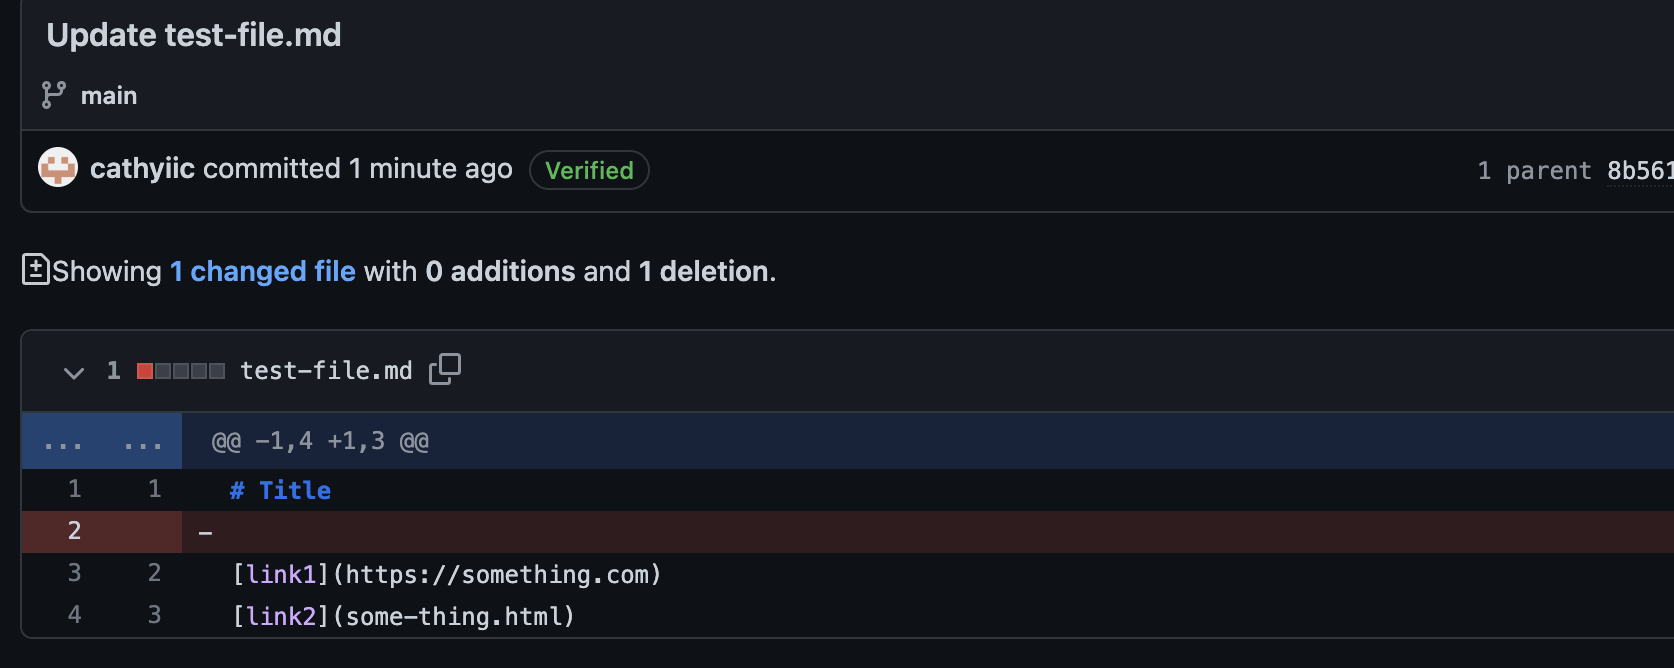 Update test-file.md
main
cathyiic committed 1 minute ago Verified 1 parent 8b561
Showing 1 changed file with 0 additions and 1 deletion.
1 test-file.md
... ... @@ -1,4 +1,3 @@
1 1 # Title
2 -
3 2 [link1](https://something.com)
4 3 [link2](some-thing.html)